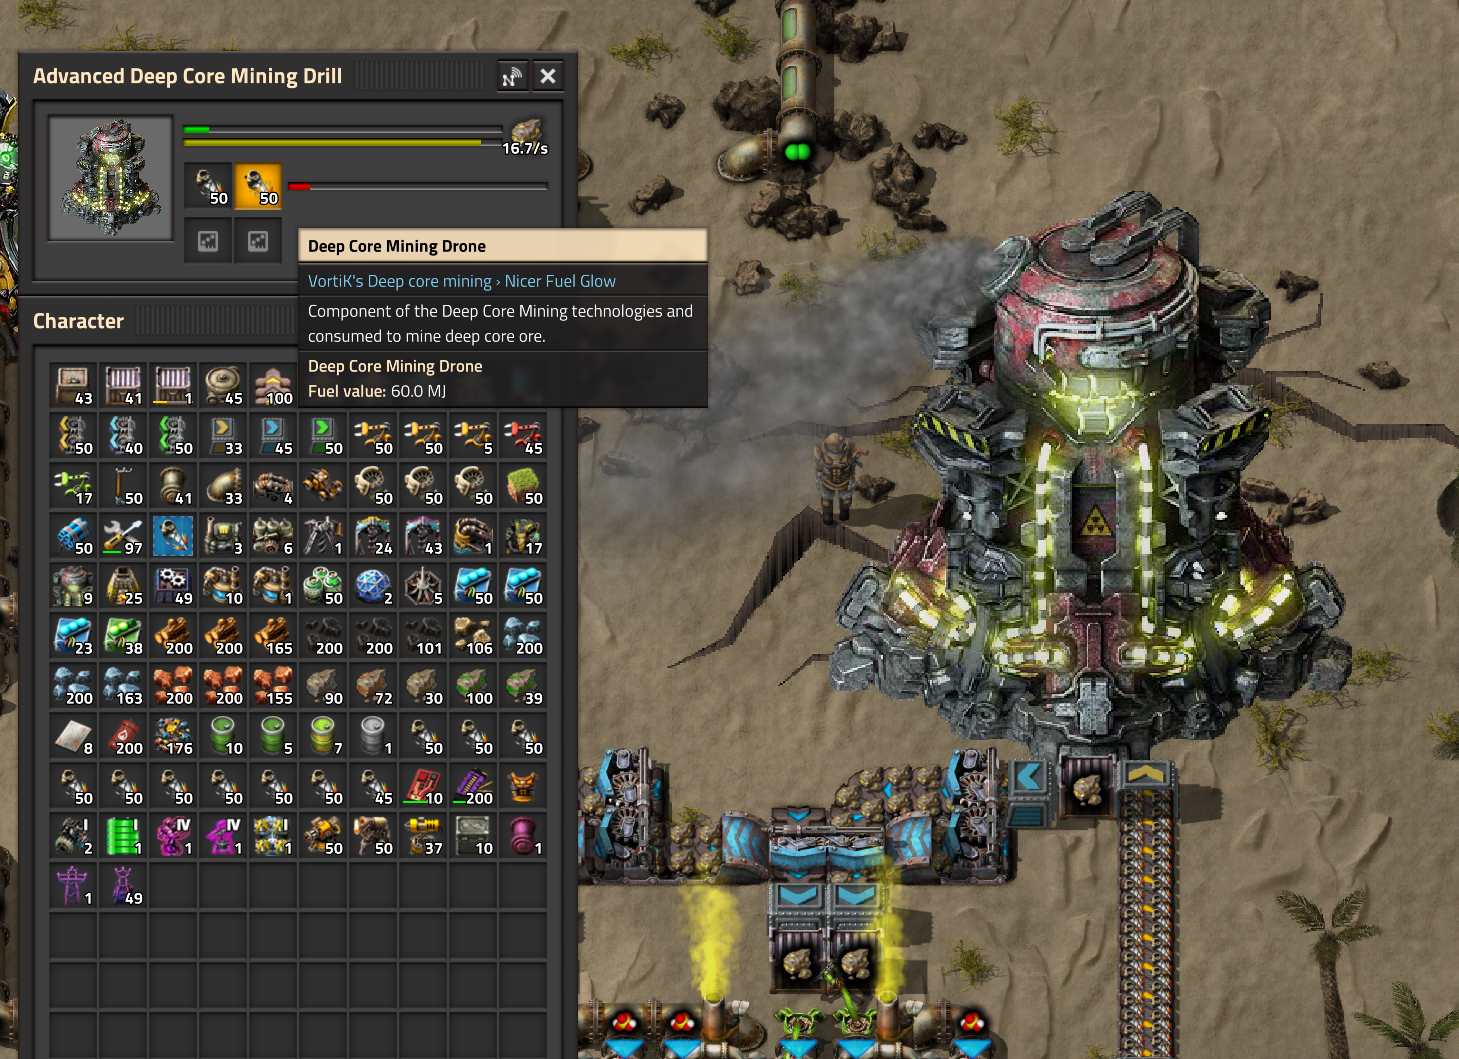 Advanced Deep Core Mining Drill
16.7/s
50 50
Deep Core Mining Drone
VortiK's Deep core mining › Nicer Fuel Glow
Component of the Deep Core Mining technologies and
consumed to mine deep core ore.
Deep Core Mining Drone
Fuel value: 60.0 MJ
Character
43 41 1 45 100
50 40 50 33 45 50 50 50 5 45
17 50 41 33 4 50 50 50 50
50 97 3 6 1 24 43 1 17
9 25 49 10 1 50 2 5 50 50
23 38 200 200 165 200 200 101 106 200
200 163 200 200 155 90 72 30 100 39
8 200 176 10 5 7 1 50 50 50
50 50 50 50 50 50 45 10 200
I 2 I 1 IV 1 IV 1 I 1 50 50 37 10 1
1 49